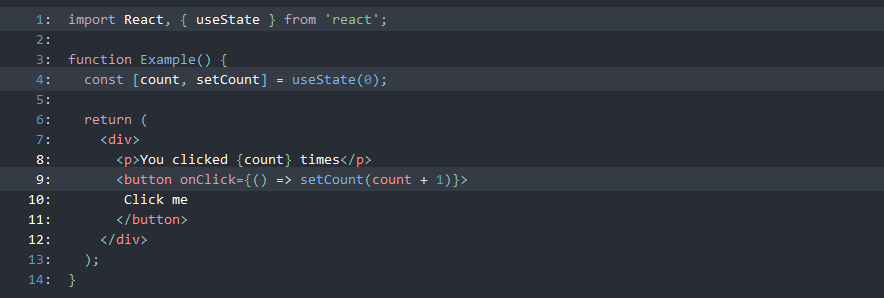 1:  import React, { useState } from 'react';
2:
3:  function Example() {
4:    const [count, setCount] = useState(0);
5:
6:    return (
7:      <div>
8:        <p>You clicked {count} times</p>
9:        <button onClick={() => setCount(count + 1)}>
10:         Click me
11:        </button>
12:      </div>
13:    );
14:  }